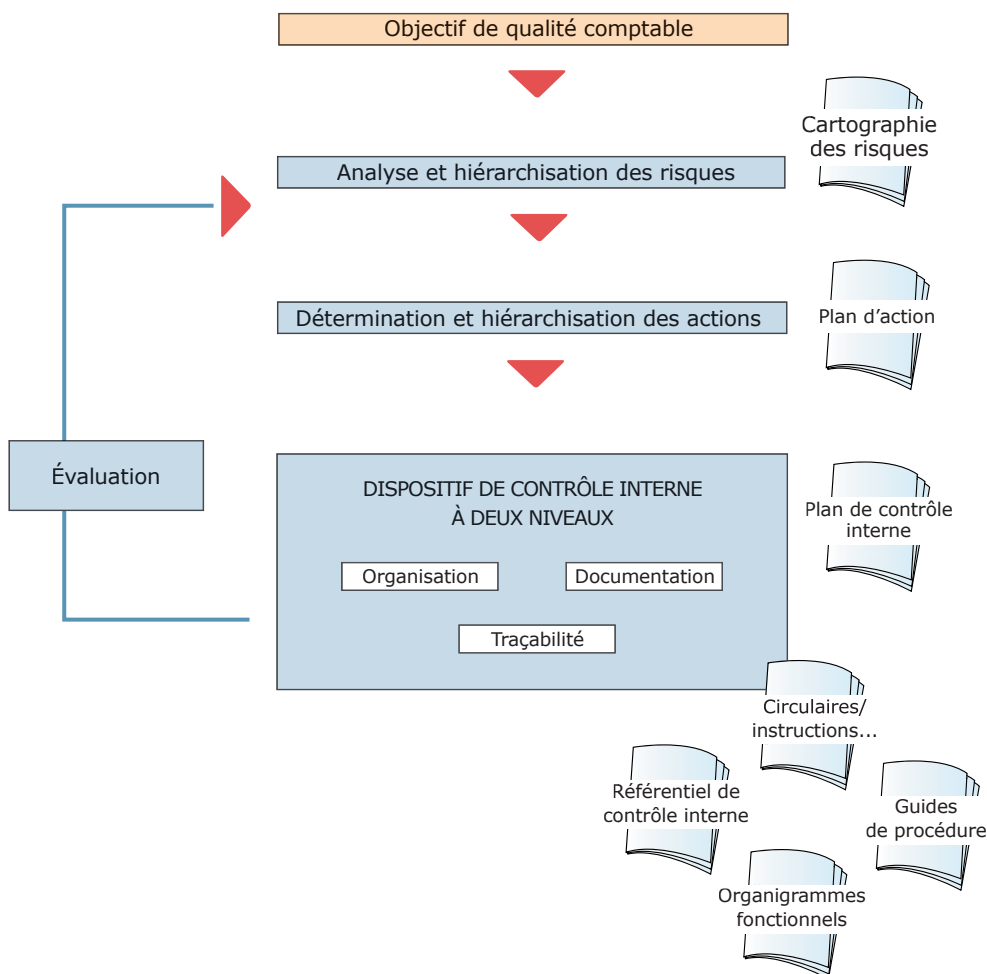 Objectif de qualité comptable
Cartographie
des risques
Analyse et hiérarchisation des risques
Détermination et hiérarchisation des actions
Plan d’action
Évaluation
DISPOSITIF DE CONTRÔLE INTERNE
À DEUX NIVEAUX
Organisation
Documentation
Traçabilité
Plan de contrôle
interne
Circulaires/
instructions...
Référentiel de
contrôle interne
Guides
de procédure
Organigrammes
fonctionnels